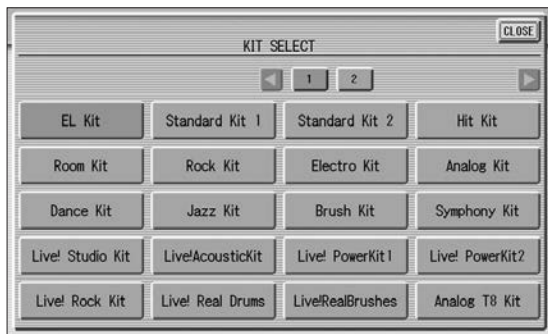 CLOSE
KIT SELECT
1 2
EL Kit Standard Kit 1 Standard Kit 2 Hit Kit
Room Kit Rock Kit Electro Kit Analog Kit
Dance Kit Jazz Kit Brush Kit Symphony Kit
Live! Studio Kit Live!AcousticKit Live! PowerKit1 Live! PowerKit2
Live! Rock Kit Live! Real Drums Live!RealBrushes Analog T8 Kit